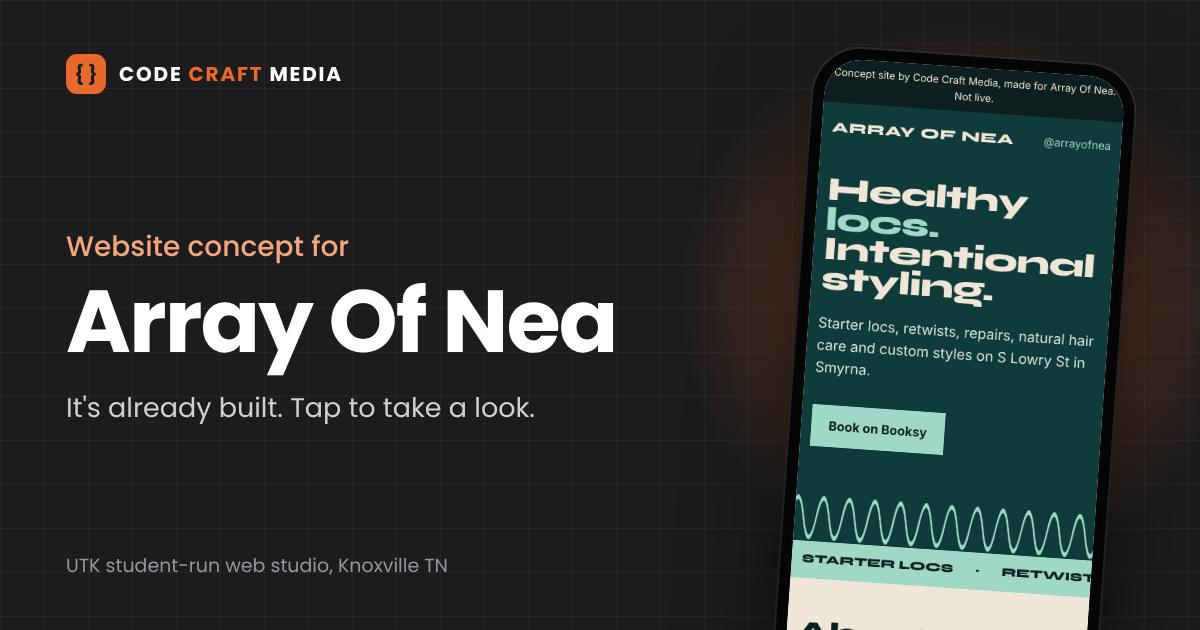 { } CODE CRAFT MEDIA
Website concept for
Array Of Nea
It's already built. Tap to take a look.
UTK student-run web studio, Knoxville TN
Concept site by Code Craft Media, made for Array Of Nea.
Not live.
ARRAY OF NEA
@arrayofnea
Healthy
locs.
Intentional
styling.
Starter locs, retwists, repairs, natural hair
care and custom styles on S Lowry St in
Smyrna.
Book on Booksy
STARTER LOCS · RETWIST